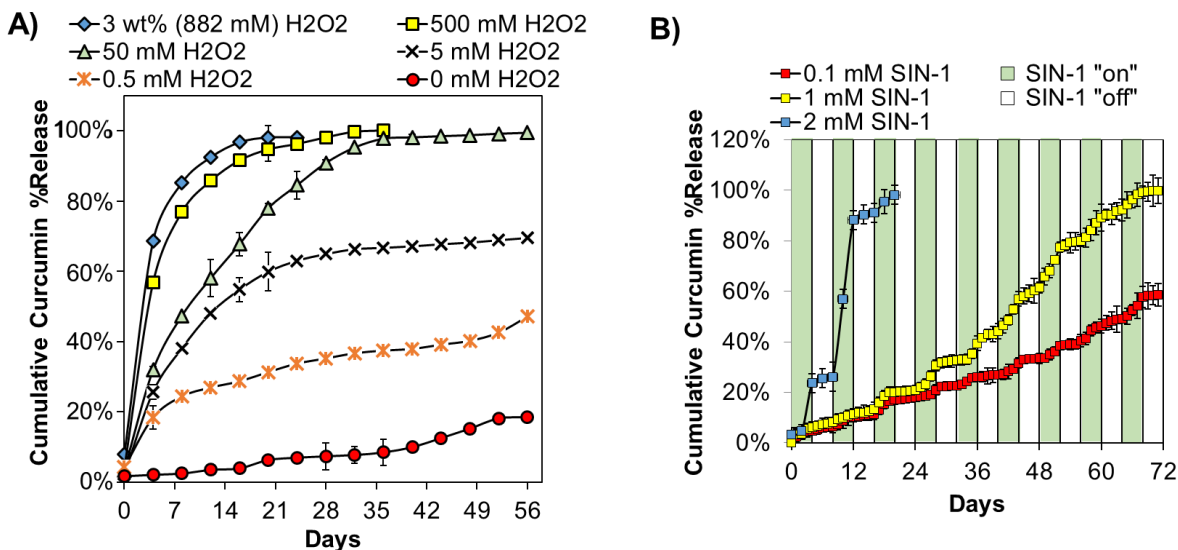 A)
3 wt% (882 mM) H2O2
500 mM H2O2
50 mM H2O2
5 mM H2O2
0.5 mM H2O2
0 mM H2O2
Cumulative Curcumin %Release
100%
80%
60%
40%
20%
0%
0 7 14 21 28 35 42 49 56
Days
B)
0.1 mM SIN-1
SIN-1 "on"
1 mM SIN-1
SIN-1 "off"
2 mM SIN-1
Cumulative Curcumin %Release
120%
100%
80%
60%
40%
20%
0%
0 12 24 36 48 60 72
Days